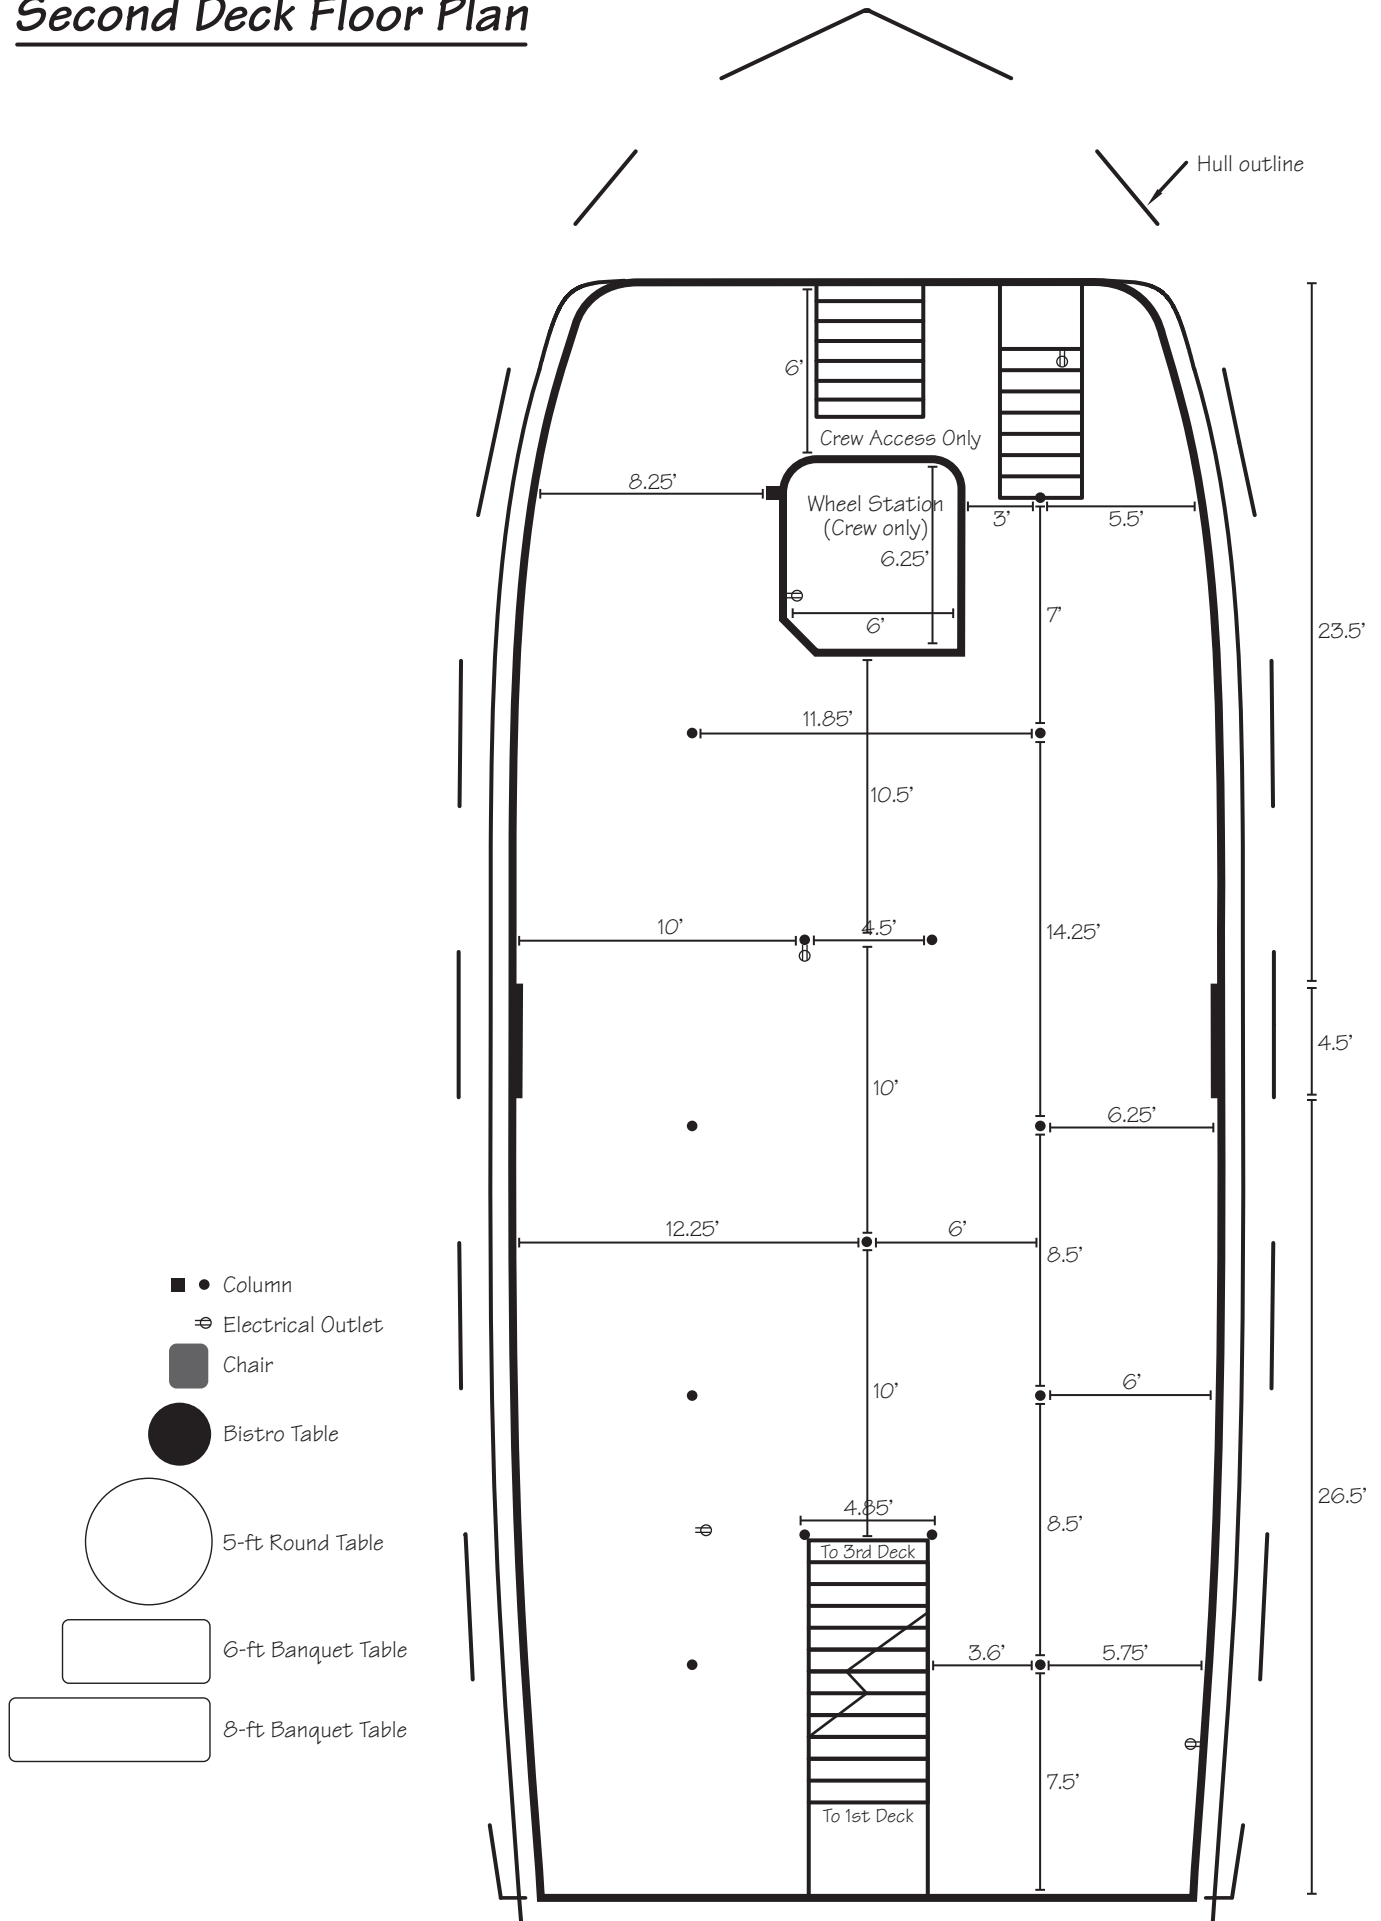 Second Deck Floor Plan
Hull outline
6’
Crew Access Only
8.25’
Wheel Station
(Crew only)
3’
5.5’
6.25’
7’
6’
23.5’
11.85’
10.5’
10’
4.5’
14.25’
4.5’
10’
6.25’
12.25’
6’
8.5’
Column
Electrical Outlet
Chair
6’
10’
Bistro Table
26.5’
4.85’
8.5’
5-ft Round Table
To 3rd Deck
6-ft Banquet Table
3.6’
5.75’
8-ft Banquet Table
7.5’
To 1st Deck